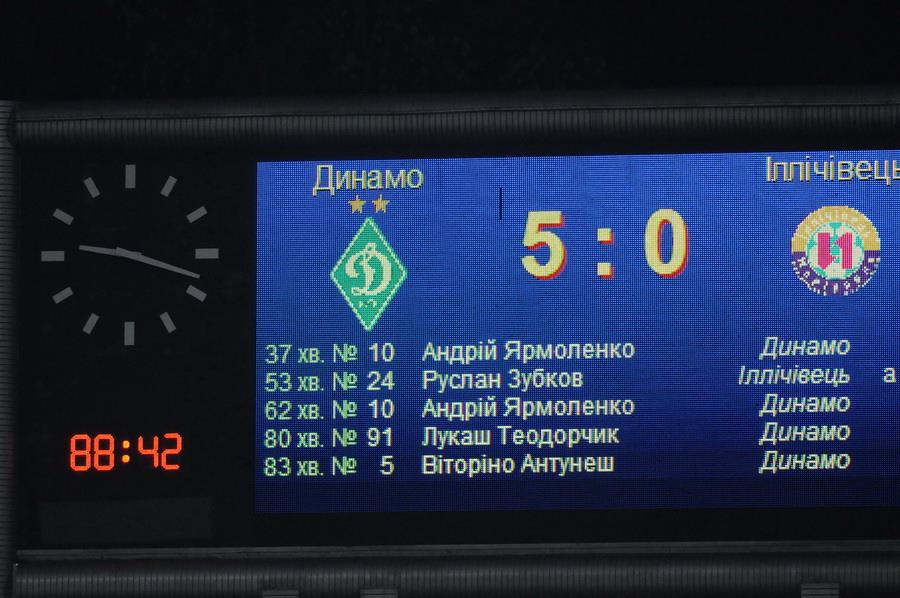 Динамо
Іллічівець
5 : 0
37 хв. № 10 Андрій Ярмоленко Динамо
53 хв. № 24 Руслан Зубков Іллічівець а
62 хв. № 10 Андрій Ярмоленко Динамо
80 хв. № 91 Лукаш Теодорчик Динамо
83 хв. № 5 Віторіно Антунеш Динамо
88:42